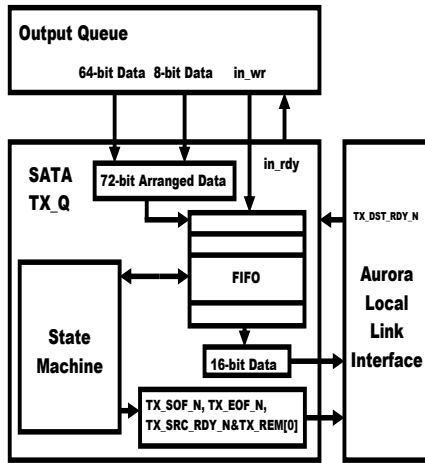 Output Queue
64-bit Data 8-bit Data in_wr
in_rdy
SATA
TX_Q
72-bit Arranged Data
TX_DST_RDY_N
FIFO
Aurora
Local
Link
Interface
State
Machine
16-bit Data
TX_SOF_N, TX_EOF_N,
TX_SRC_RDY_N&TX_REM[0]